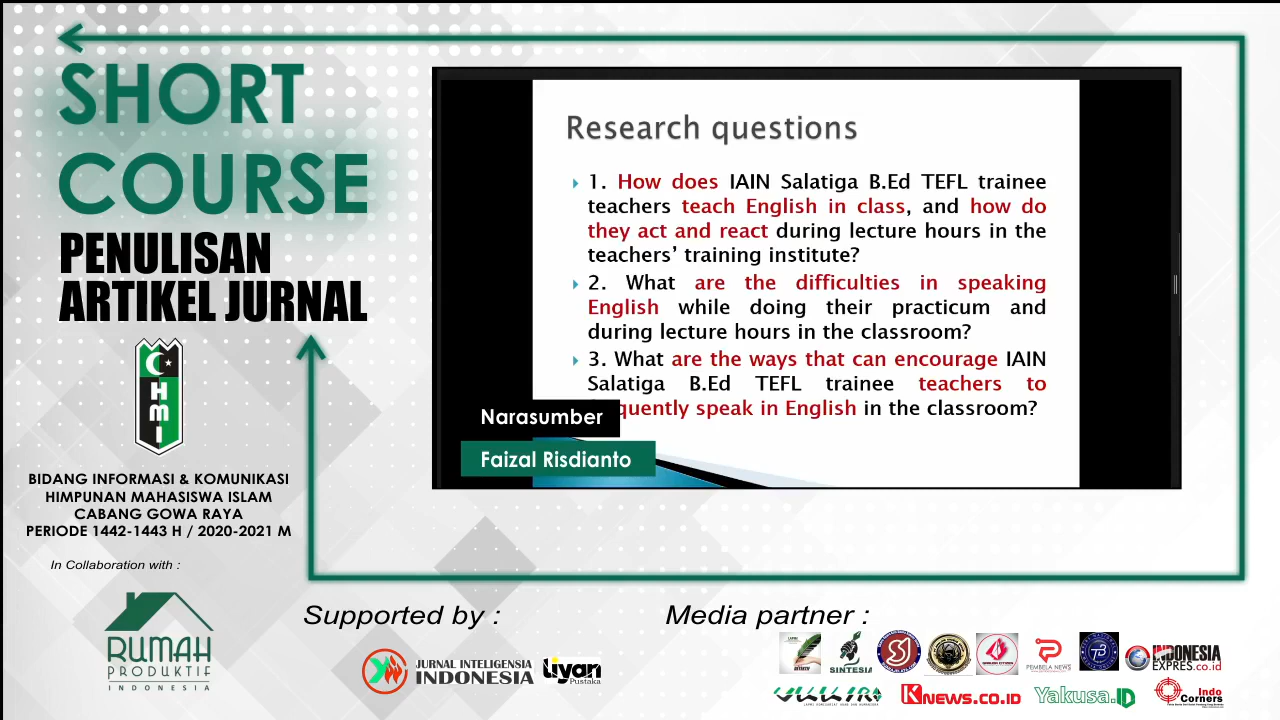 SHORT
COURSE
PENULISAN
ARTIKEL JURNAL
HMI
BIDANG INFORMASI & KOMUNIKASI
HIMPUNAN MAHASISWA ISLAM
CABANG GOWA RAYA
PERIODE 1442-1443 H / 2020-2021 M
In Collaboration with :
RUMAH
PRODUKTIF
INDONESIA
Research questions
1. How does IAIN Salatiga B.Ed TEFL trainee
teachers teach English in class, and how do
they act and react during lecture hours in the
teachers’ training institute?
2. What are the difficulties in speaking
English while doing their practicum and
during lecture hours in the classroom?
3. What are the ways that can encourage IAIN
Salatiga B.Ed TEFL trainee teachers to
speak in English in the classroom?
Narasumber
Faizal Risdianto
Supported by :
JURNAL INTELIGENSIA
INDONESIA
Liyan
Pustaka
Media partner :
SINTESIA
PEMBELA NEWS
INDONESIA
EXPRES.co.id
KNEWS.CO.ID
Yakusa.ID
Indo
Corners